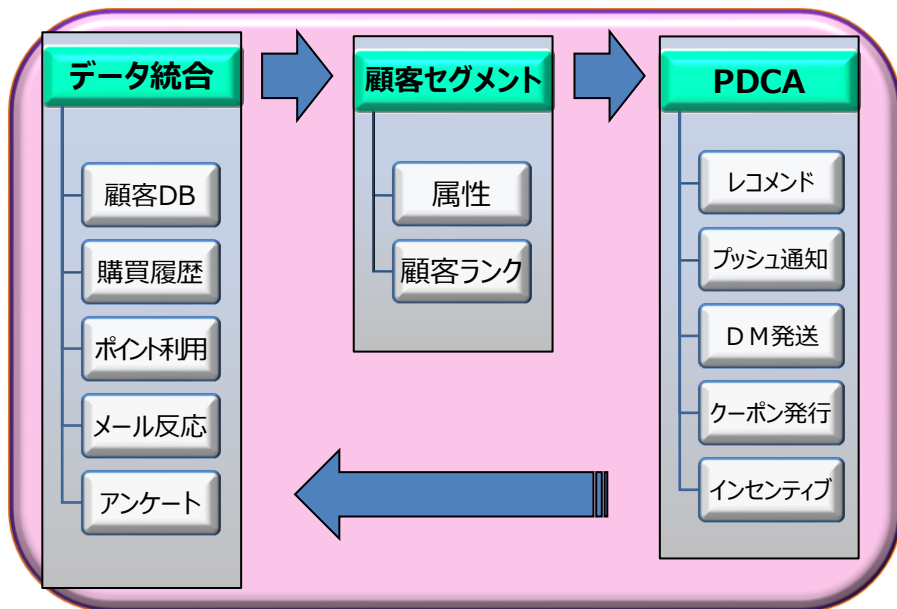 データ統合
顧客DB
購買履歴
ポイント利用
メール反応
アンケート
顧客セグメント
属性
顧客ランク
PDCA
レコメンド
プッシュ通知
ＤＭ発送
クーポン発行
インセンティブ